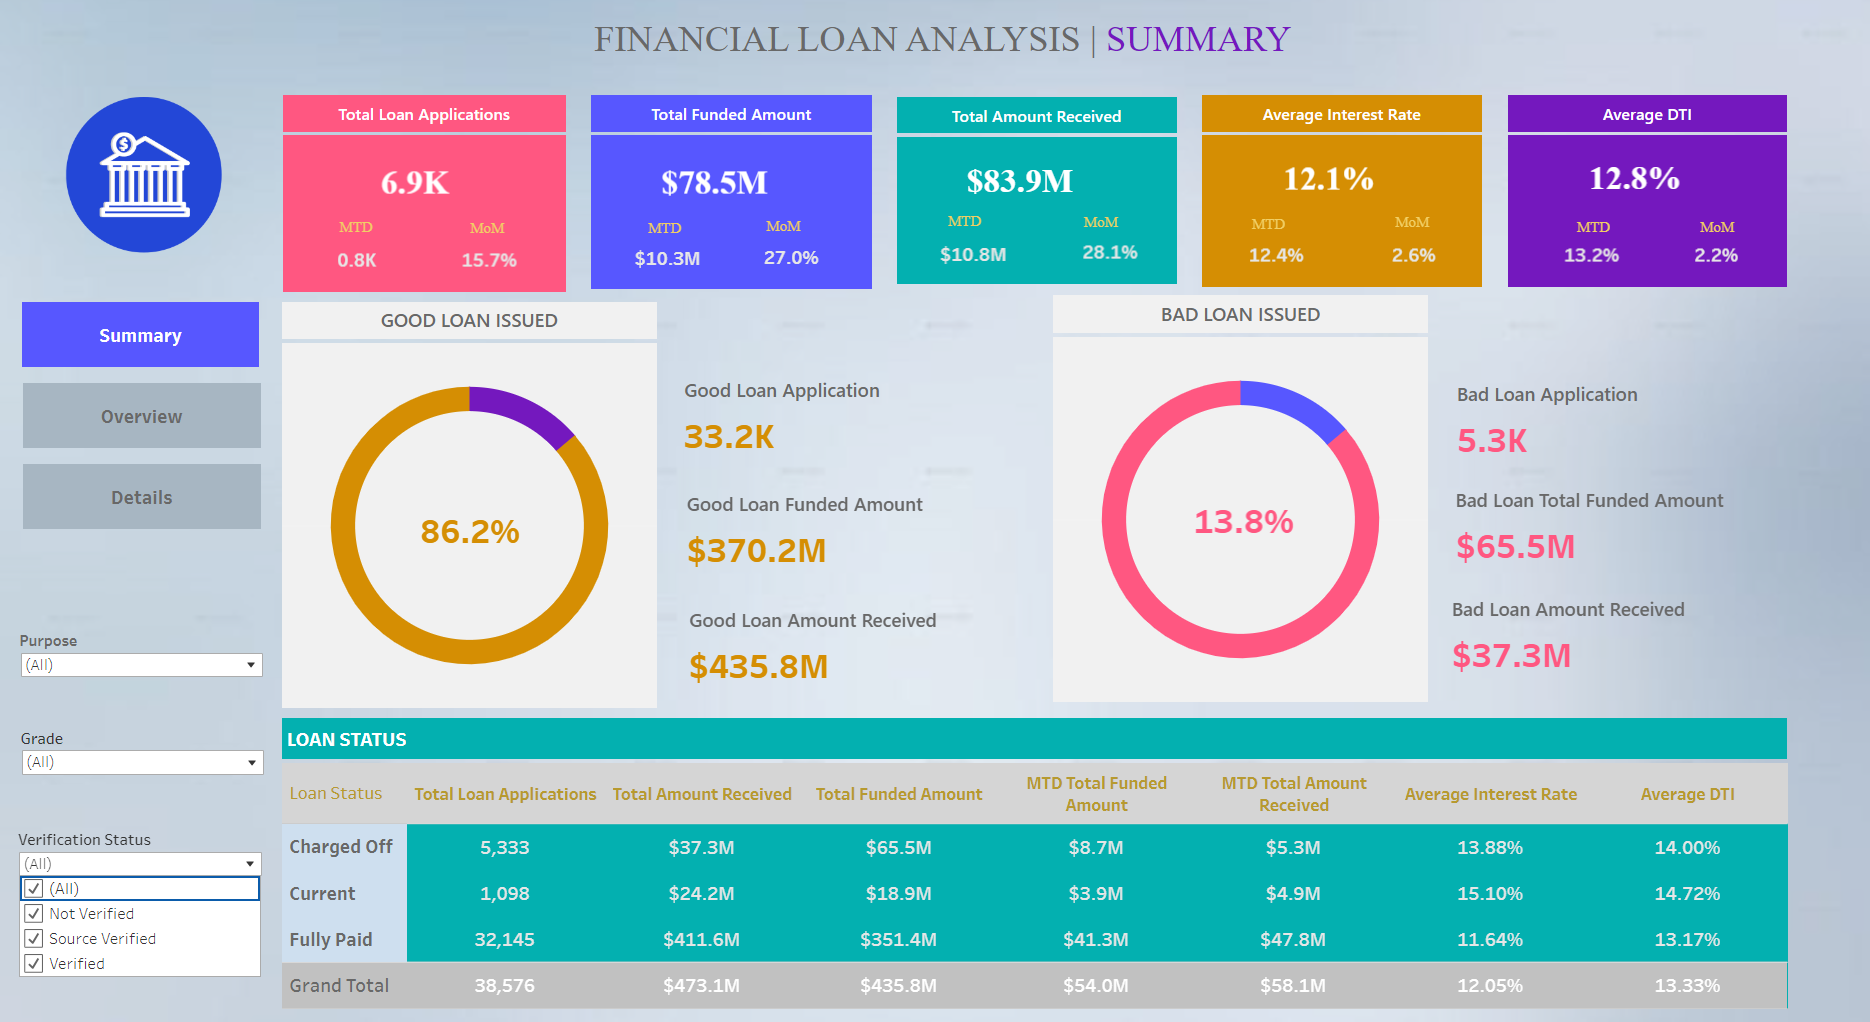 FINANCIAL LOAN ANALYSIS | SUMMARY
Total Loan Applications
6.9K
MTD MoM
0.8K 15.7%
Total Funded Amount
$78.5M
MTD MoM
$10.3M 27.0%
Total Amount Received
$83.9M
MTD MoM
$10.8M 28.1%
Average Interest Rate
12.1%
MTD MoM
12.4% 2.6%
Average DTI
12.8%
MTD MoM
13.2% 2.2%
$
Summary
Overview
Details
Purpose
(All)
Grade
(All)
Verification Status
(All)
(All)
Not Verified
Source Verified
Verified
GOOD LOAN ISSUED
86.2%
Good Loan Application
33.2K
Good Loan Funded Amount
$370.2M
Good Loan Amount Received
$435.8M
BAD LOAN ISSUED
13.8%
Bad Loan Application
5.3K
Bad Loan Total Funded Amount
$65.5M
Bad Loan Amount Received
$37.3M
LOAN STATUS
Loan Status Total Loan Applications Total Amount Received Total Funded Amount MTD Total Funded Amount MTD Total Amount Received Average Interest Rate Average DTI
Charged Off 5,333 $37.3M $65.5M $8.7M $5.3M 13.88% 14.00%
Current 1,098 $24.2M $18.9M $3.9M $4.9M 15.10% 14.72%
Fully Paid 32,145 $411.6M $351.4M $41.3M $47.8M 11.64% 13.17%
Grand Total 38,576 $473.1M $435.8M $54.0M $58.1M 12.05% 13.33%